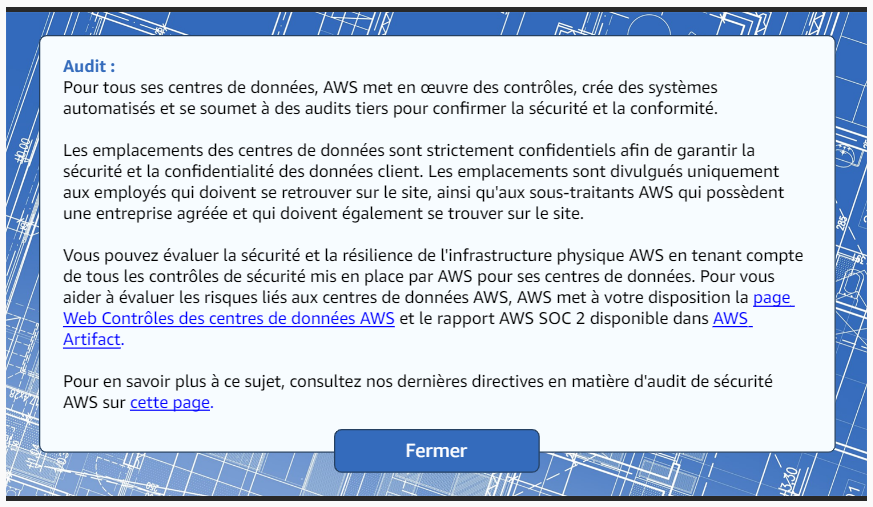 Audit :
Pour tous ses centres de données, AWS met en œuvre des contrôles, crée des systèmes
automatisés et se soumet à des audits tiers pour confirmer la sécurité et la conformité.
Les emplacements des centres de données sont strictement confidentiels afin de garantir la
sécurité et la confidentialité des données client. Les emplacements sont divulgués uniquement
aux employés qui doivent se retrouver sur le site, ainsi qu'aux sous-traitants AWS qui possèdent
une entreprise agréée et qui doivent également se trouver sur le site.
Vous pouvez évaluer la sécurité et la résilience de l'infrastructure physique AWS en tenant compte
de tous les contrôles de sécurité mis en place par AWS pour ses centres de données. Pour vous
aider à évaluer les risques liés aux centres de données AWS, AWS met à votre disposition la page
Web Contrôles des centres de données AWS et le rapport AWS SOC 2 disponible dans AWS
Artifact.
Pour en savoir plus à ce sujet, consultez nos dernières directives en matière d'audit de sécurité
AWS sur cette page.
Fermer